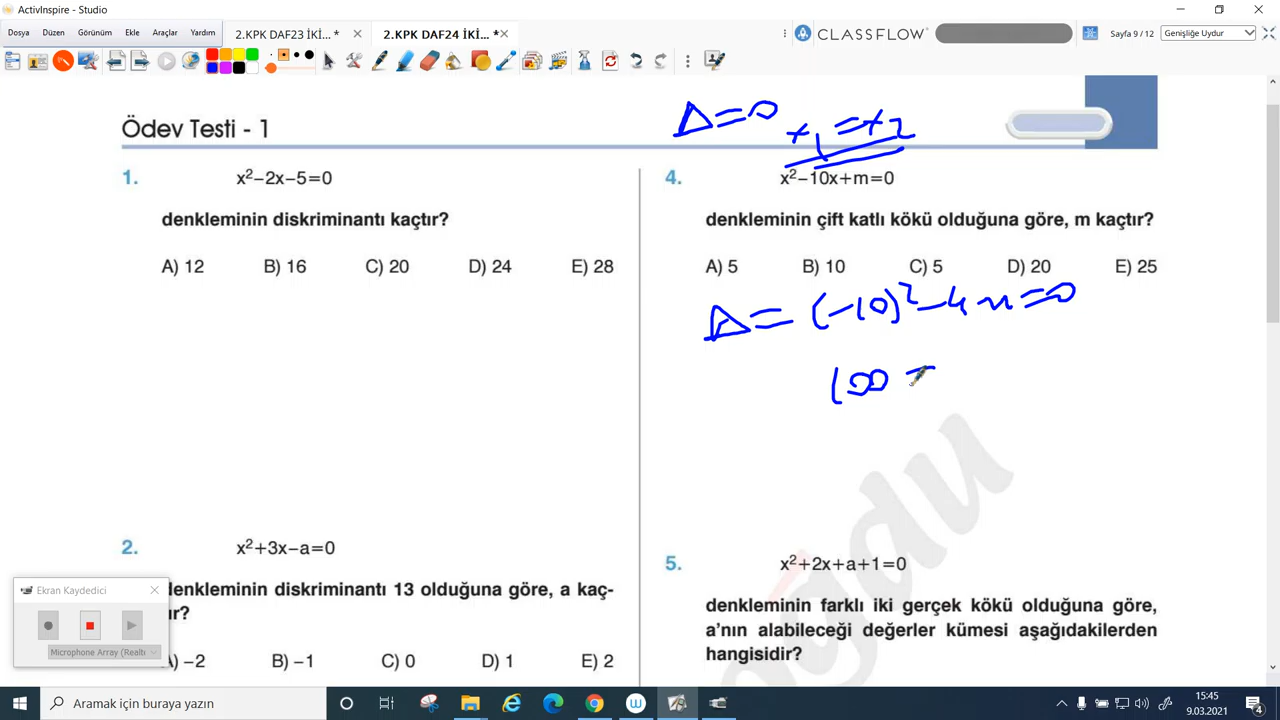 ActivInspire - Studio
Dosya Düzen Görünüm Ekle Araçlar Yardım
2.KPK DAF23 İKİ... *
2.KPK DAF24 İKİ... *
CLASSFLOW
Sayfa 9 / 12
Genişliğe Uydur
Ödev Testi - 1
Δ=0
x₁=x₂
1. x²−2x−5=0
denkleminin diskriminantı kaçtır?
A) 12 B) 16 C) 20 D) 24 E) 28
2. x²+3x−a=0
denkleminin diskriminantı 13 olduğuna göre, a kaç-
ır?
A) −2 B) −1 C) 0 D) 1 E) 2
4. x²−10x+m=0
denkleminin çift katlı kökü olduğuna göre, m kaçtır?
A) 5 B) 10 C) 5 D) 20 E) 25
Δ=(−10)²−4m=0
100
5. x²+2x+a+1=0
denkleminin farklı iki gerçek kökü olduğuna göre,
a’nın alabileceği değerler kümesi aşağıdakilerden
hangisidir?
Ekran Kaydedici
Microphone Array (Realte
Aramak için buraya yazın
15:45
9.03.2021
4